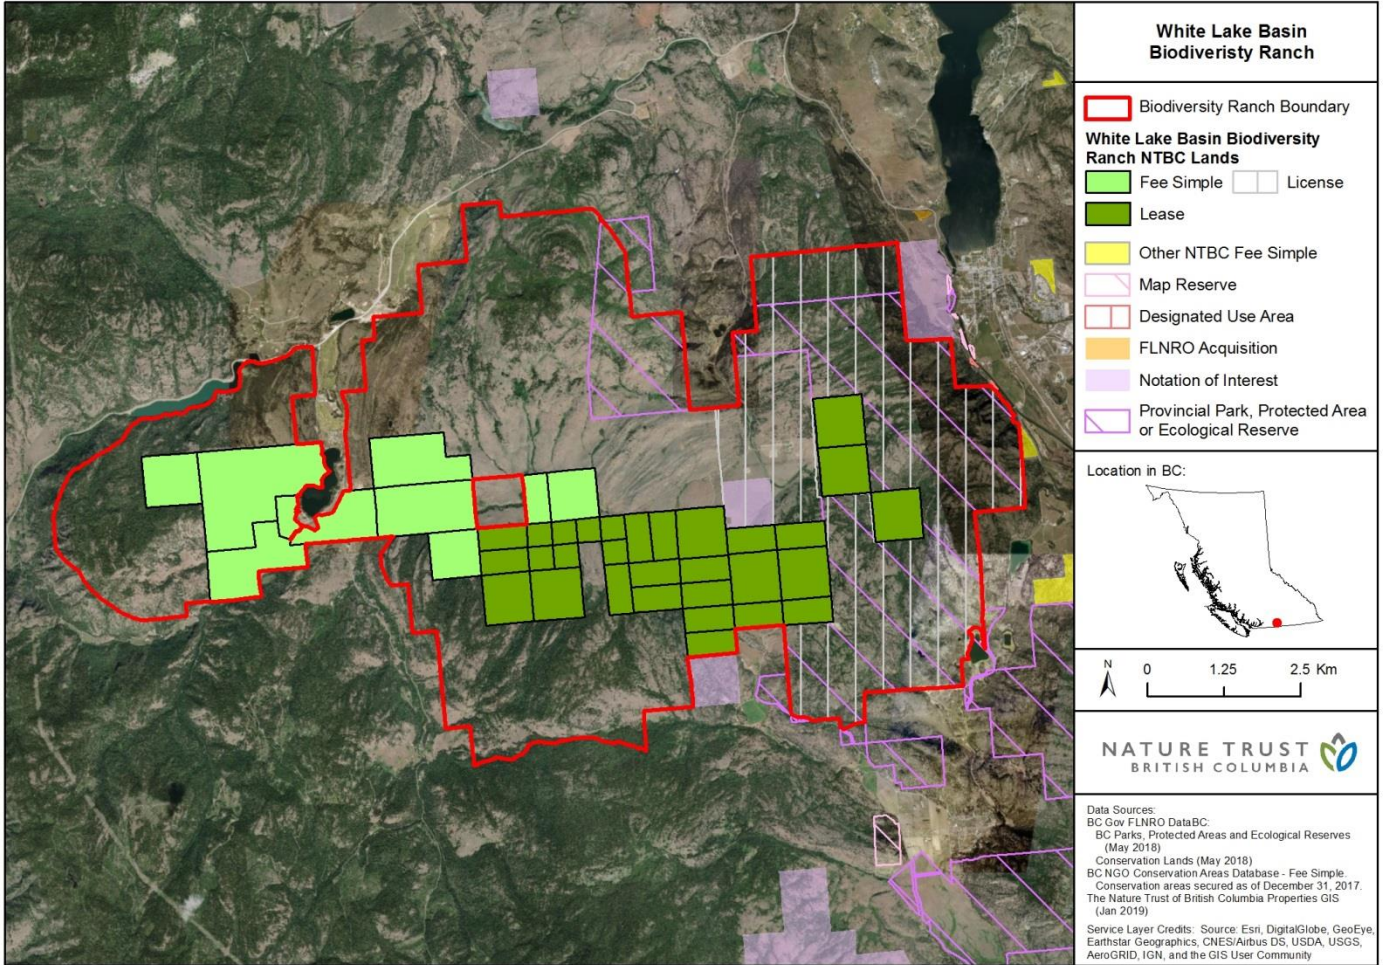 White Lake Basin
Biodiveristy Ranch
Biodiversity Ranch Boundary
White Lake Basin Biodiversity
Ranch NTBC Lands
Fee Simple License
Lease
Other NTBC Fee Simple
Map Reserve
Designated Use Area
FLNRO Acquisition
Notation of Interest
Provincial Park, Protected Area
or Ecological Reserve
Location in BC:
N
0 1.25 2.5 Km
NATURE TRUST
BRITISH COLUMBIA
Data Sources:
BC Gov FLNRO DataBC:
BC Parks, Protected Areas and Ecological Reserves
(May 2018)
Conservation Lands (May 2018)
BC NGO Conservation Areas Database - Fee Simple.
Conservation areas secured as of December 31, 2017.
The Nature Trust of British Columbia Properties GIS
(Jan 2019)
Service Layer Credits: Source: Esri, DigitalGlobe, GeoEye,
Earthstar Geographics, CNES/Airbus DS, USDA, USGS,
AeroGRID, IGN, and the GIS User Community